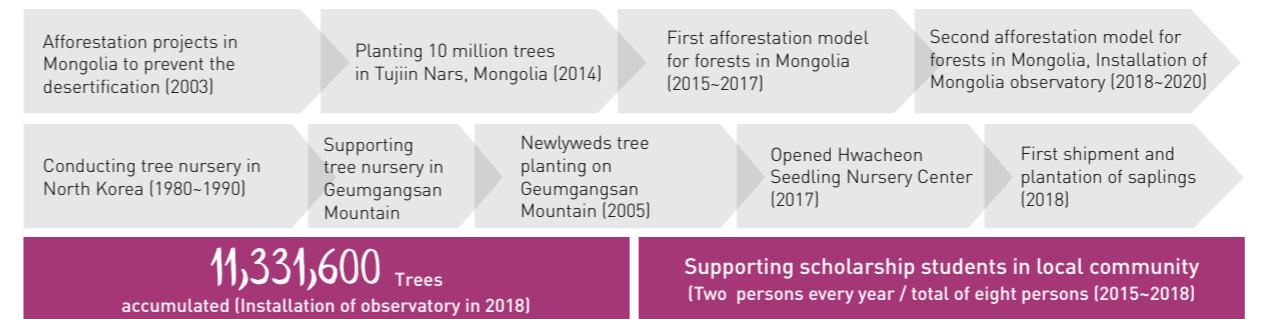 Afforestation projects in
Mongolia to prevent the
desertification (2003)
Planting 10 million trees
in Tujiin Nars, Mongolia (2014)
First afforestation model
for forests in Mongolia
(2015~2017)
Second afforestation model for
forests in Mongolia, Installation of
Mongolia observatory (2018~2020)
Conducting tree nursery in
North Korea (1980~1990)
Supporting
tree nursery in
Geumgangsan
Mountain
Newlyweds tree
planting on
Geumgangsan
Mountain (2005)
Opened Hwacheon
Seedling Nursery Center
(2017)
First shipment and
plantation of saplings
(2018)
11,331,600 Trees
accumulated (Installation of observatory in 2018)
Supporting scholarship students in local community
(Two persons every year / total of eight persons (2015~2018)